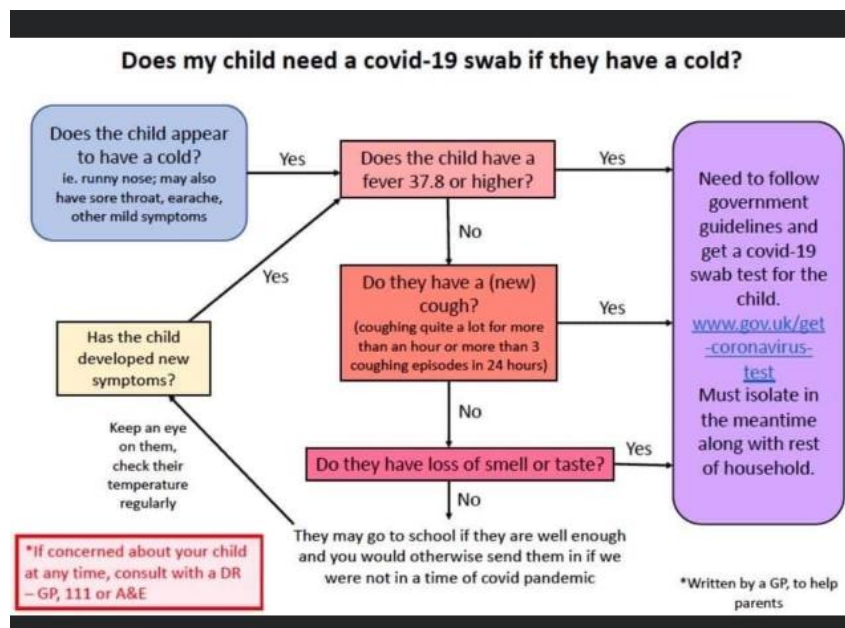 Does my child need a covid-19 swab if they have a cold?
Does the child appear
to have a cold?
ie. runny nose; may also
have sore throat, earache,
other mild symptoms
Yes
Does the child have a
fever 37.8 or higher?
Yes
No
Yes
Do they have a (new)
cough?
(coughing quite a lot for more
than an hour or more than 3
coughing episodes in 24 hours)
Yes
No
Do they have loss of smell or taste?
Yes
No
They may go to school if they are well enough
and you would otherwise send them in if we
were not in a time of covid pandemic
Has the child
developed new
symptoms?
Keep an eye
on them,
check their
temperature
regularly
Need to follow
government
guidelines and
get a covid-19
swab test for the
child.
www.gov.uk/get
-coronavirus-
test
Must isolate in
the meantime
along with rest
of household.
*If concerned about your child
at any time, consult with a DR
– GP, 111 or A&E
*Written by a GP, to help
parents